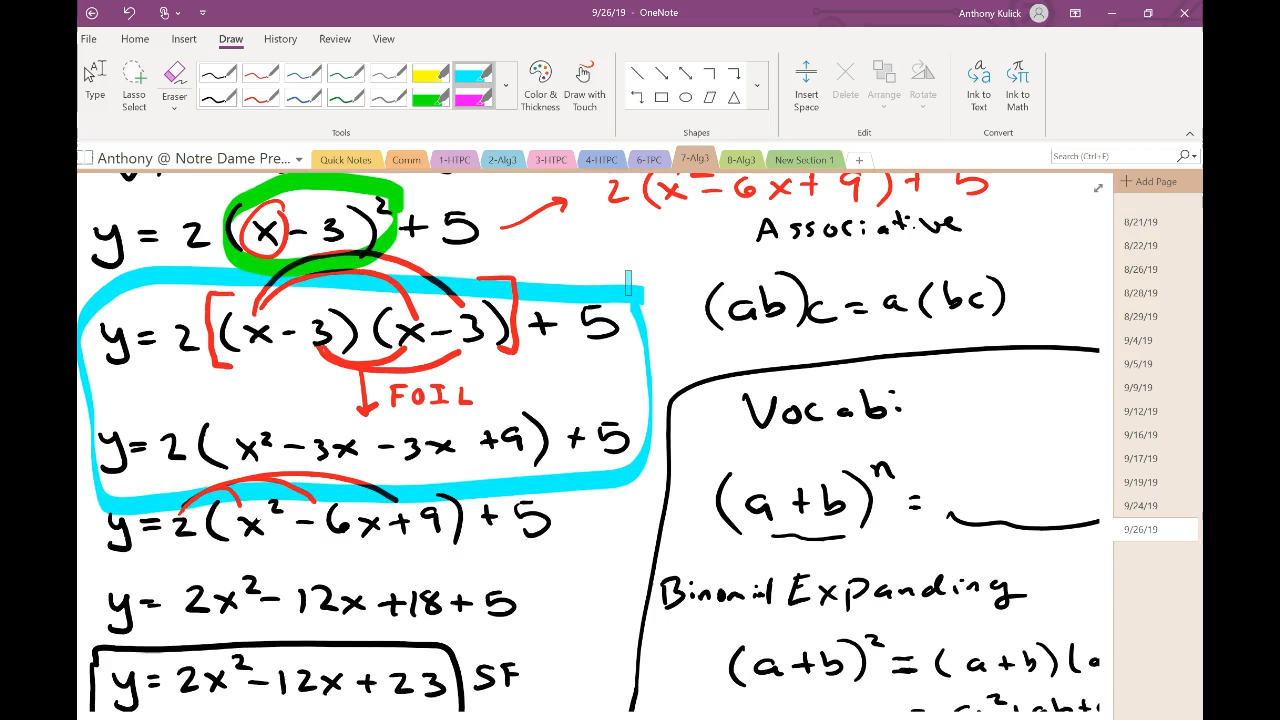 9/26/19 - OneNote
Anthony Kulick
File Home Insert Draw History Review View
Type
Lasso Select
Eraser
Color & Thickness
Draw with Touch
Insert Space
Delete
Arrange
Rotate
Ink to Text
Ink to Math
Tools
Shapes
Edit
Convert
Anthony @ Notre Dame Pre...
Quick Notes Comm 1-HTPC 2-Alg3 3-HTPC 4-HTPC 6-TPC 7-Alg3 8-Alg3 New Section 1 +
Search (Ctrl+E)
+ Add Page
8/21/19
8/22/19
8/26/19
8/28/19
8/29/19
9/4/19
9/5/19
9/9/19
9/12/19
9/16/19
9/17/19
9/19/19
9/24/19
9/26/19
2(x² - 6x + 9) + 5
y = 2(x - 3)² + 5
y = 2[(x - 3)(x - 3)] + 5
FOIL
y = 2(x² - 3x - 3x + 9) + 5
y = 2(x² - 6x + 9) + 5
y = 2x² - 12x + 18 + 5
y = 2x² - 12x + 23 SF
Associative
(ab)c = a(bc)
Vocab:
(a + b)ⁿ =
Binomial Expanding
(a + b)² = (a + b)(a